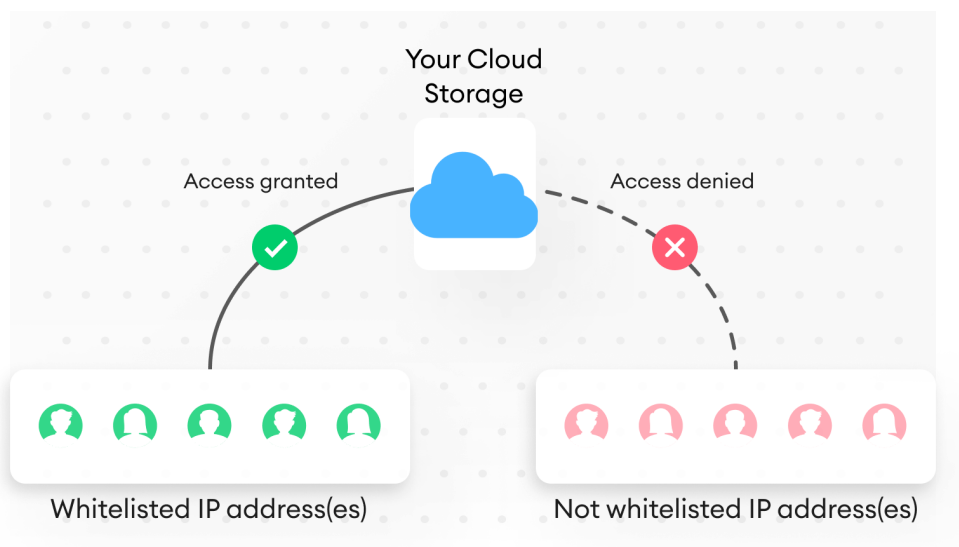 Your Cloud
Storage
Access granted
Access denied
Whitelisted IP address(es)
Not whitelisted IP address(es)